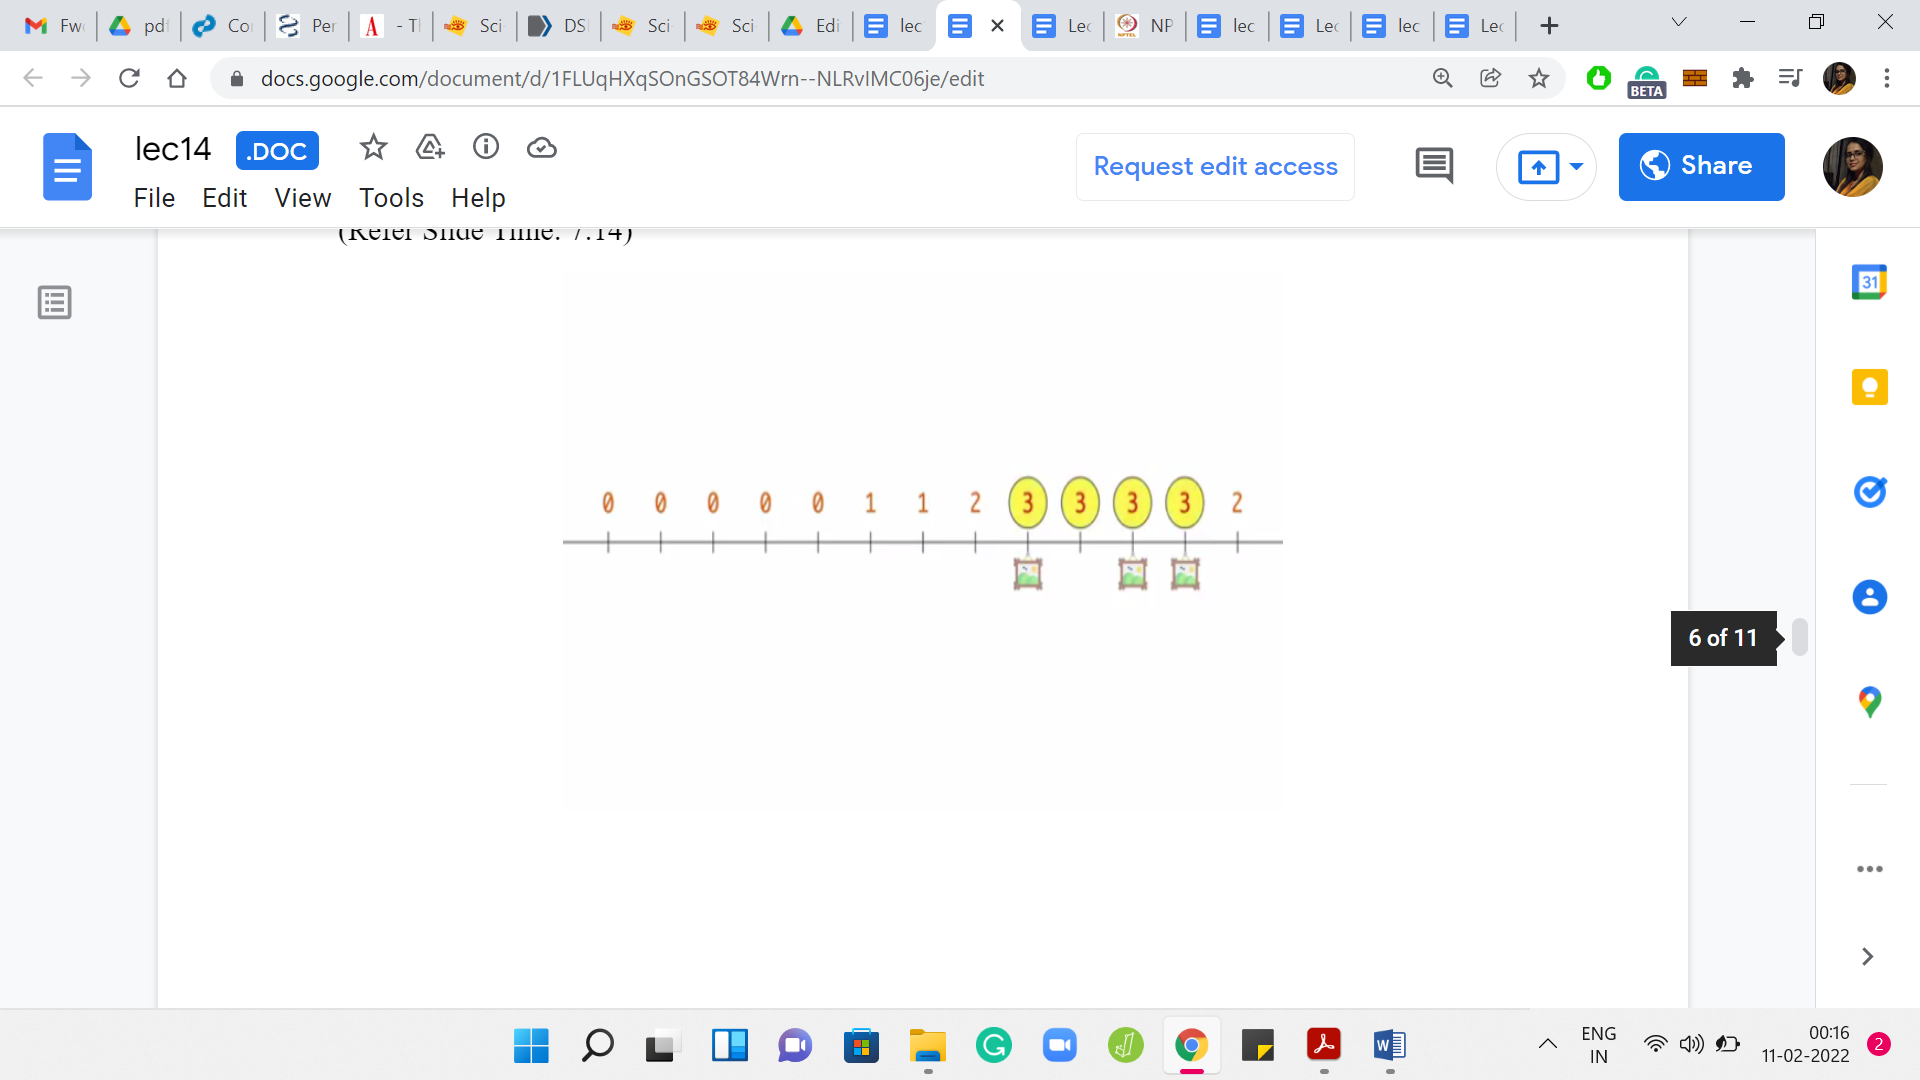 Fwd
pdf
Co
Per
- Tl
Sci
DS
Sci
Sci
Edi
lec
Lec
NP
lec
Lec
lec
Lec
docs.google.com/document/d/1FLUqHXqSOnGSOT84Wrn--NLRvIMC06je/edit
BETA
lec14 .DOC
File Edit View Tools Help
Request edit access
Share
(Refer Slide Time: 7:14)
0 0 0 0 0 1 1 2 3 3 3 3 2
31
6 of 11
ENG
IN
00:16
11-02-2022
2